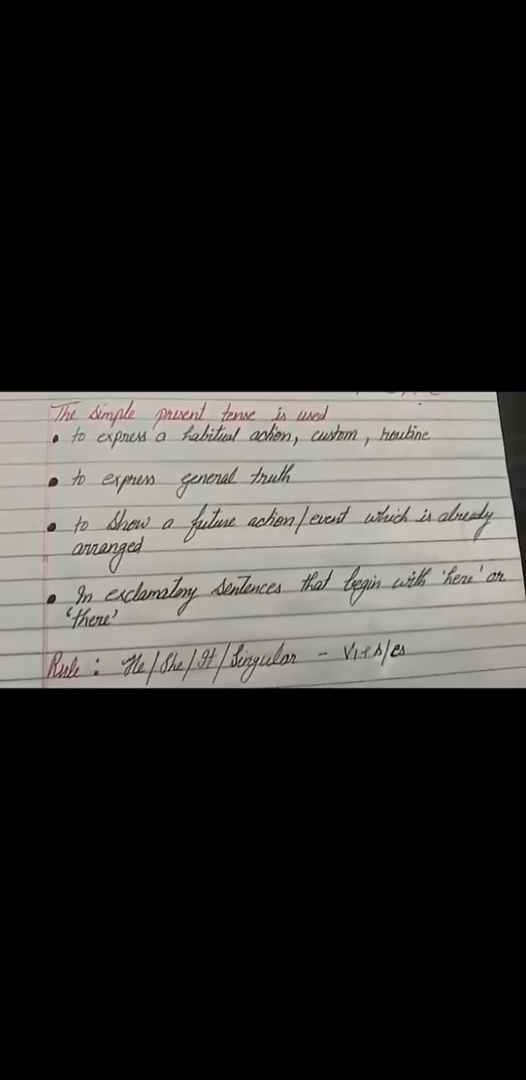 The simple present tense is used
• to express a habitual action, custom, routine
• to express general truth
• to show a future action/event which is already
arranged
• In exclamatory sentences that begin with 'here' or
'there'
Rule: He/She/It/Singular - V1+s/es